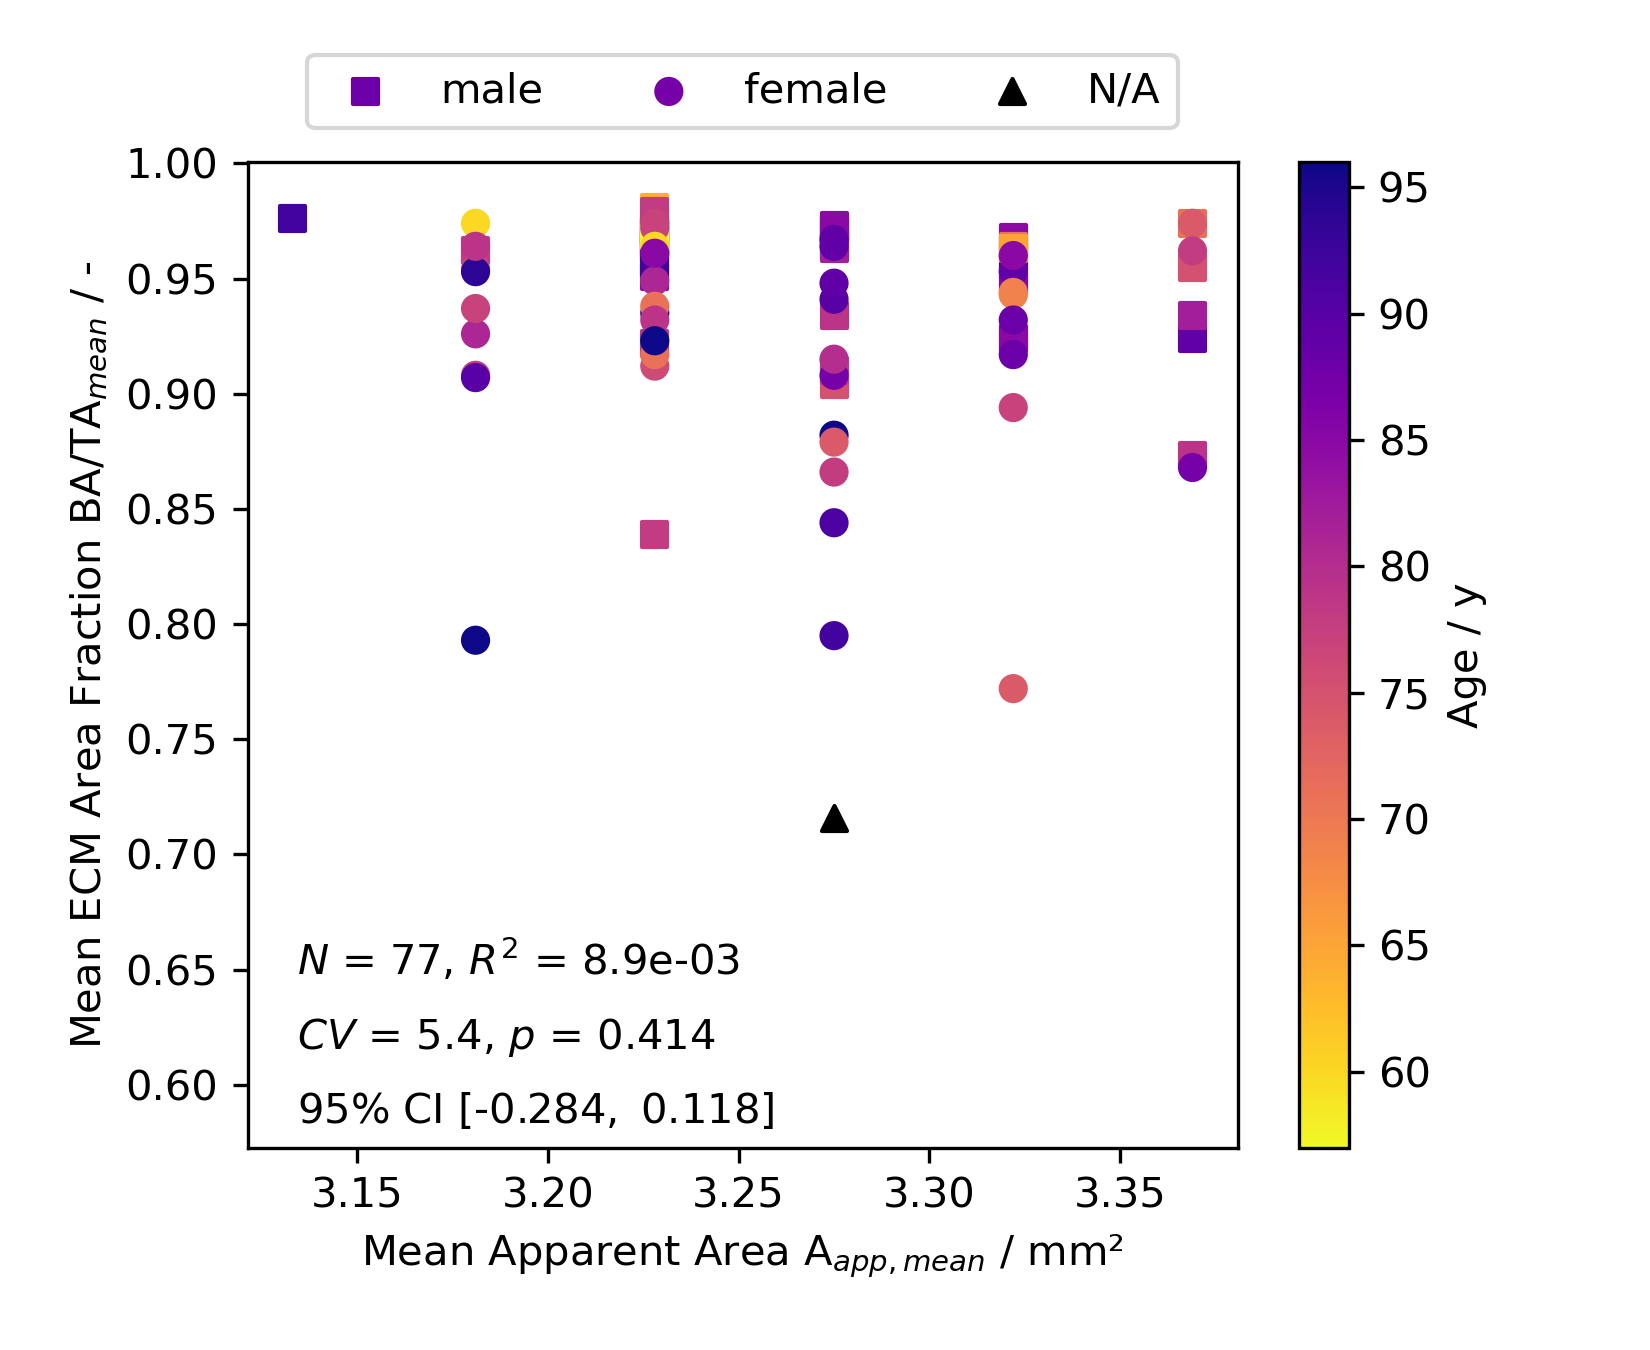 male female N/A
1.00
0.95
0.90
0.85
0.80
0.75
0.70
0.65
0.60
Mean ECM Area Fraction BA/TA_mean / -
N = 77, R² = 8.9e-03
CV = 5.4, p = 0.414
95% CI [-0.284, 0.118]
3.15 3.20 3.25 3.30 3.35
Mean Apparent Area A_app,mean / mm²
95
90
85
80
75
70
65
60
Age / y